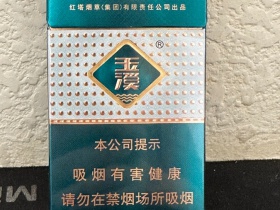 红塔烟草(集团)有限责任公司出品
玉溪
®
本公司提示
吸烟有害健康
请勿在禁烟场所吸烟